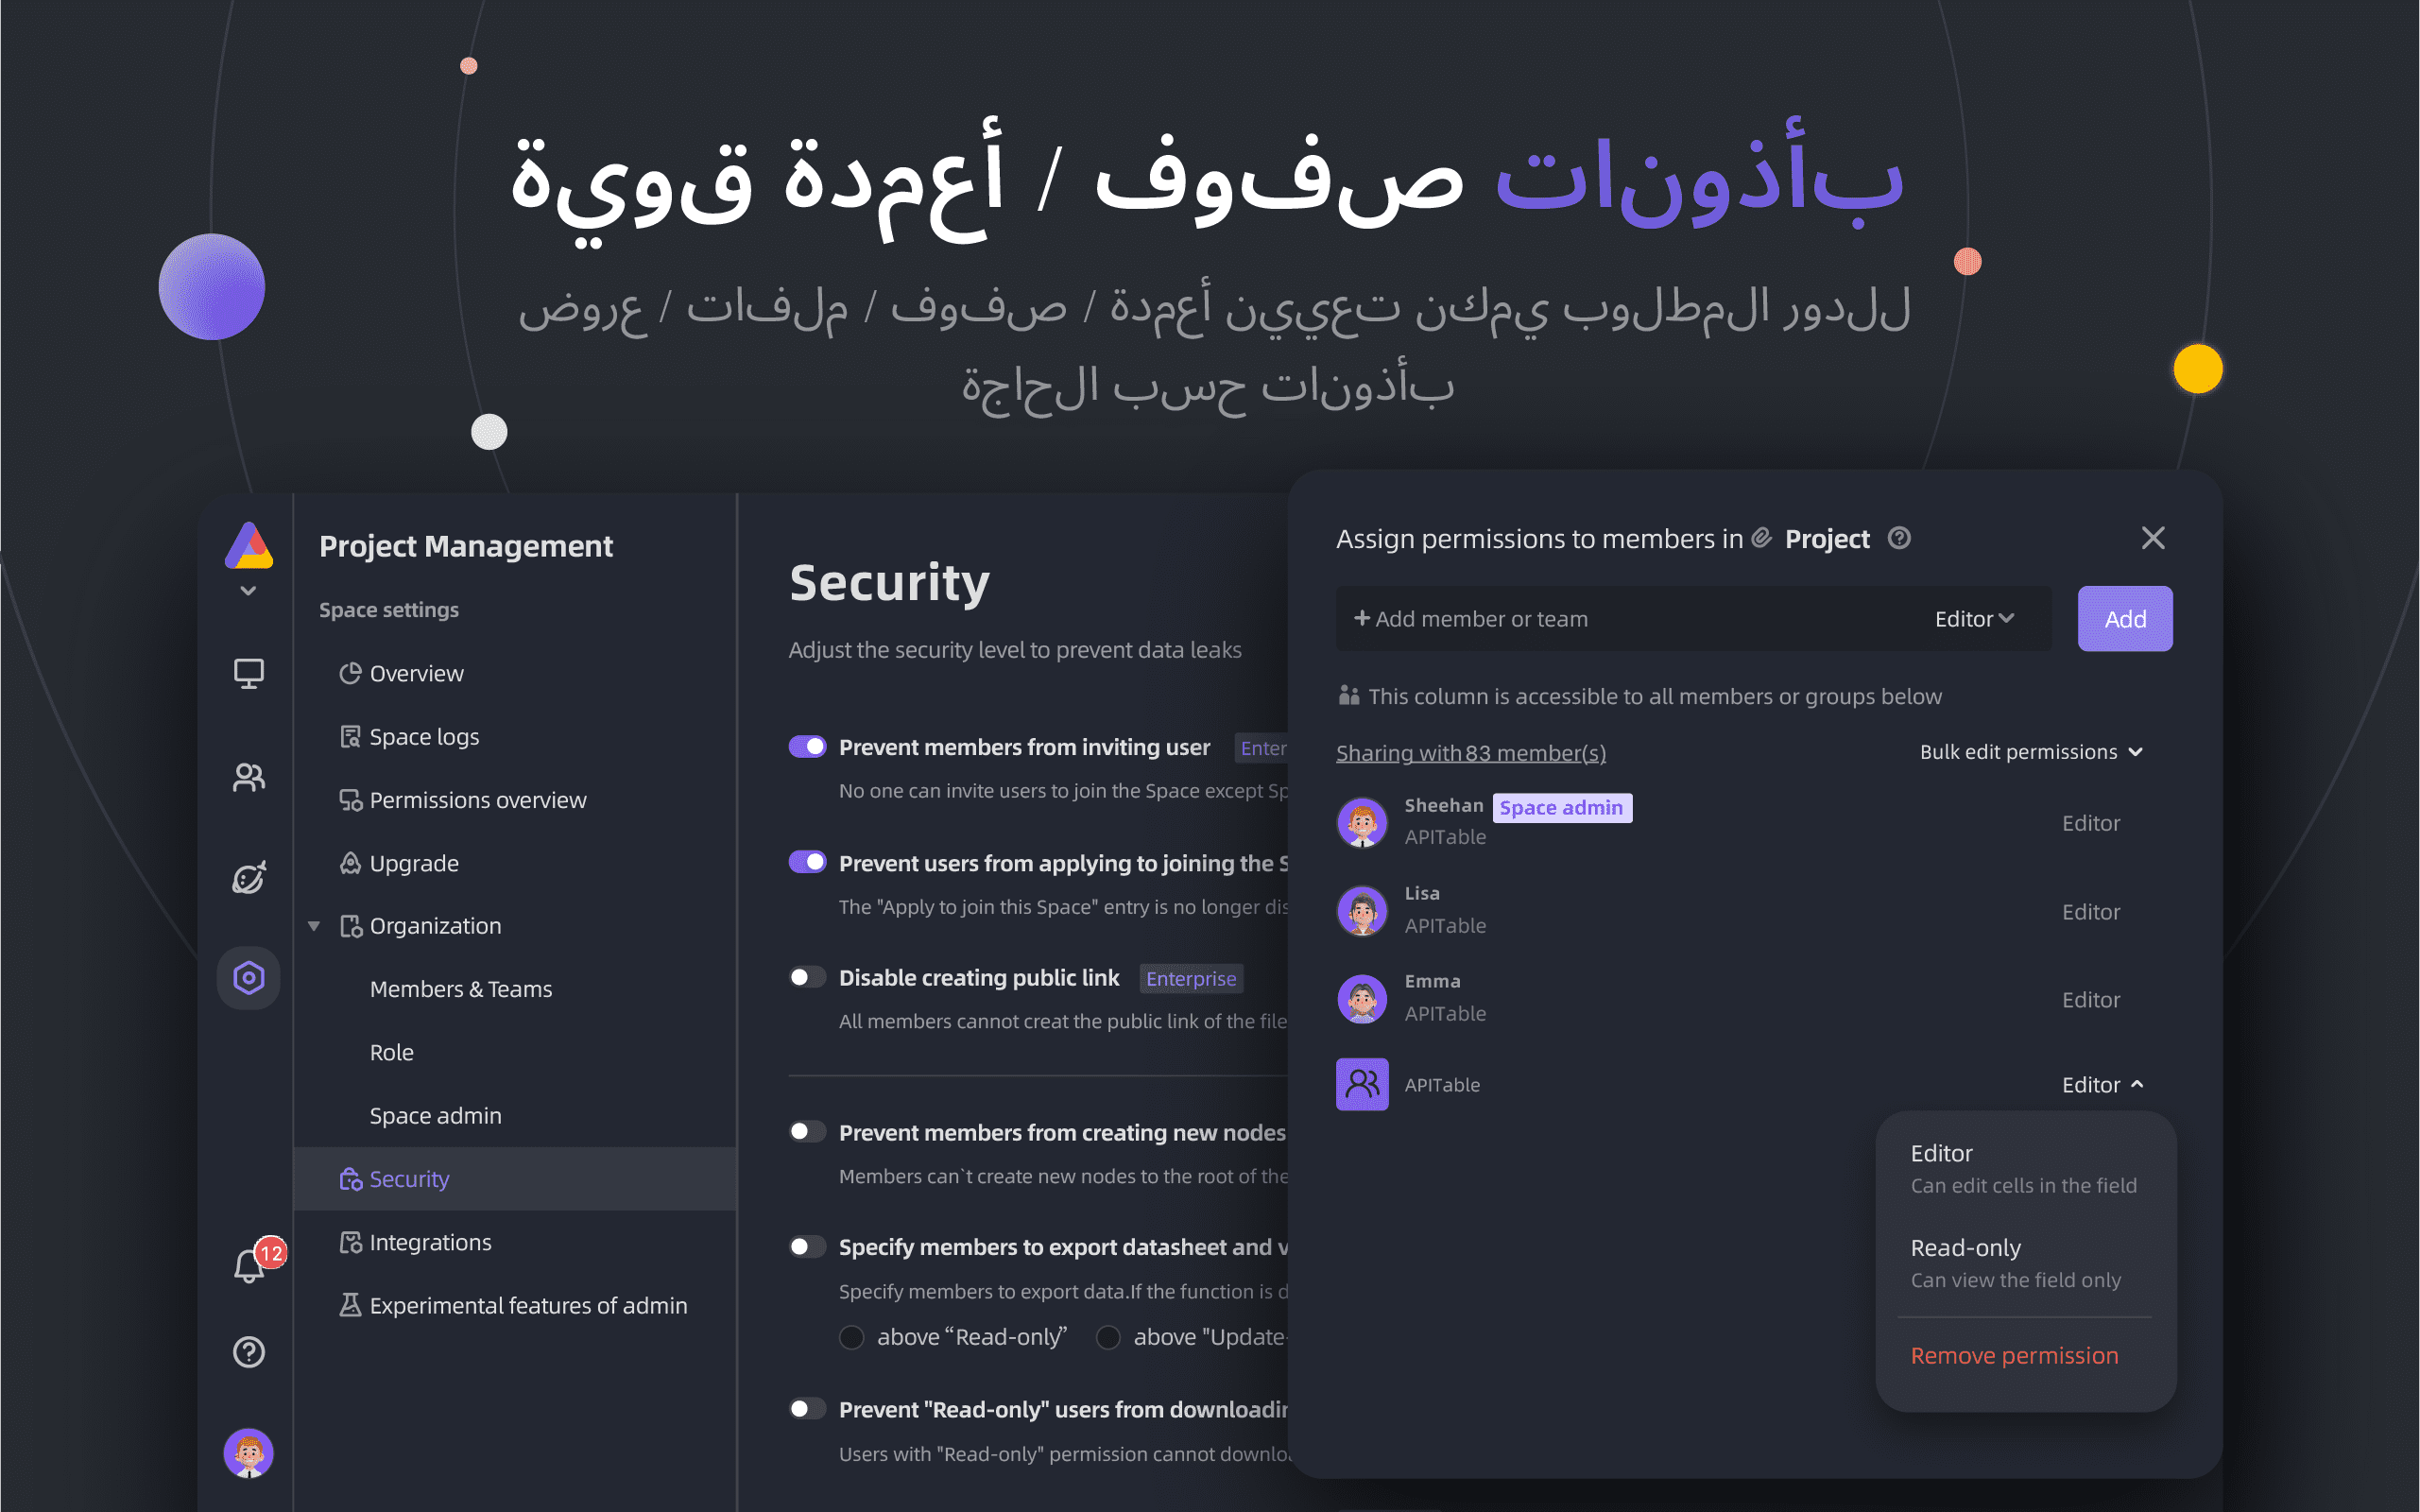 بأذونات صفوف / أعمدة قوية
للدور المطلوب يمكن تعيين أعمدة / صفوف / ملفات / عروض
بأذونات حسب الحاجة
Project Management
Space settings
Overview
Space logs
Permissions overview
Upgrade
Organization
Members & Teams
Role
Space admin
Security
Integrations
Experimental features of admin
12
Security
Adjust the security level to prevent data leaks
Prevent members from inviting user Enter
No one can invite users to join the Space except Sp
Prevent users from applying to joining the S
The "Apply to join this Space" entry is no longer dis
Disable creating public link Enterprise
All members cannot creat the public link of the file
Prevent members from creating new nodes
Members can`t create new nodes to the root of the
Specify members to export datasheet and v
Specify members to export data.If the function is d
above “Read-only” above "Update-
Prevent "Read-only" users from downloadin
Users with "Read-only" permission cannot downloa
Assign permissions to members in Project
+ Add member or team Editor Add
This column is accessible to all members or groups below
Sharing with 83 member(s) Bulk edit permissions
Sheehan Space admin
APITable Editor
Lisa
APITable Editor
Emma
APITable Editor
APITable Editor
Editor
Can edit cells in the field
Read-only
Can view the field only
Remove permission